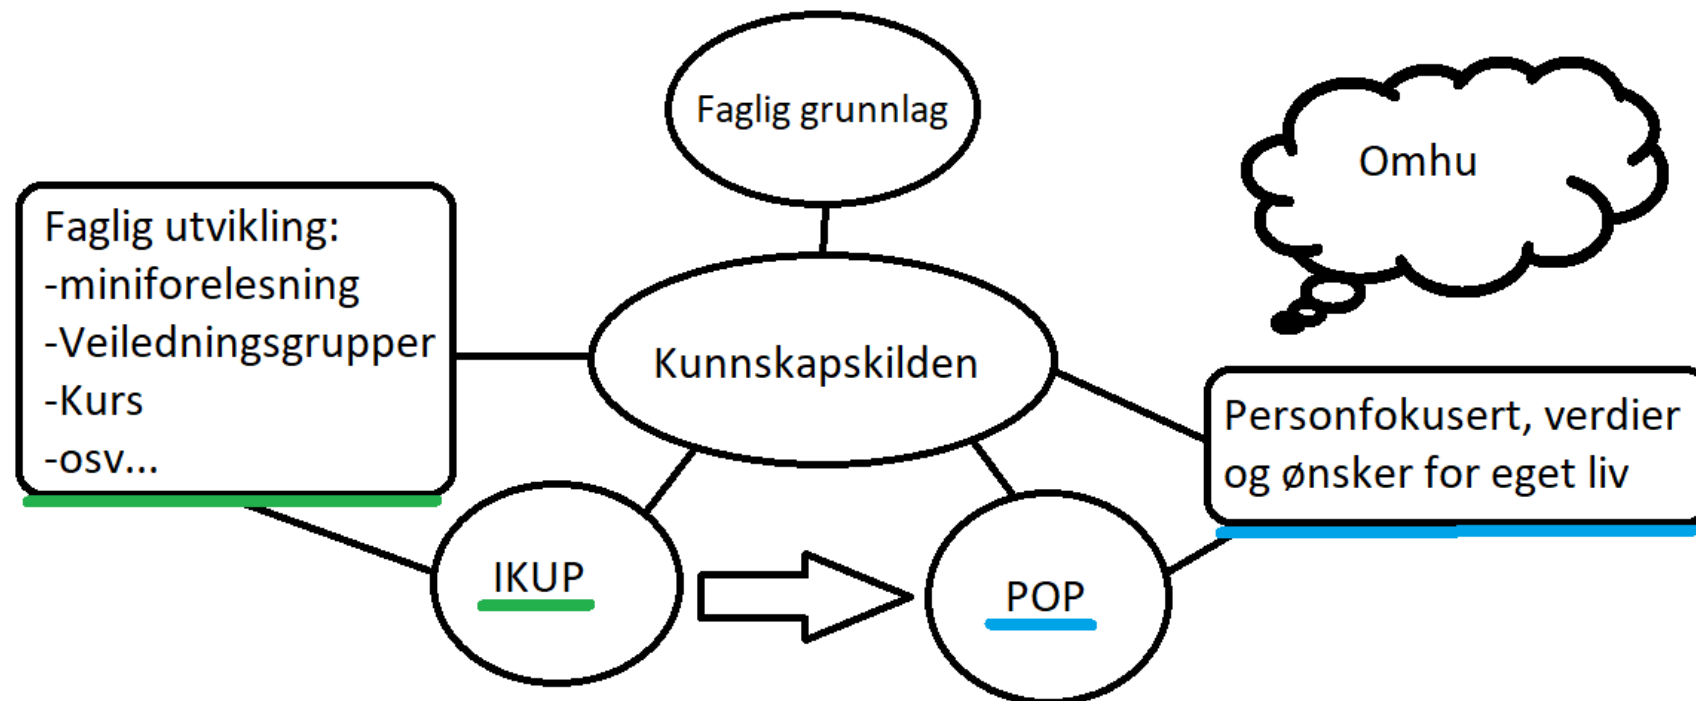 Faglig grunnlag
Omhu
Faglig utvikling:
-miniforelesning
-Veiledningsgrupper
-Kurs
-osv...
Kunnskapskilden
Personfokusert, verdier
og ønsker for eget liv
IKUP
POP